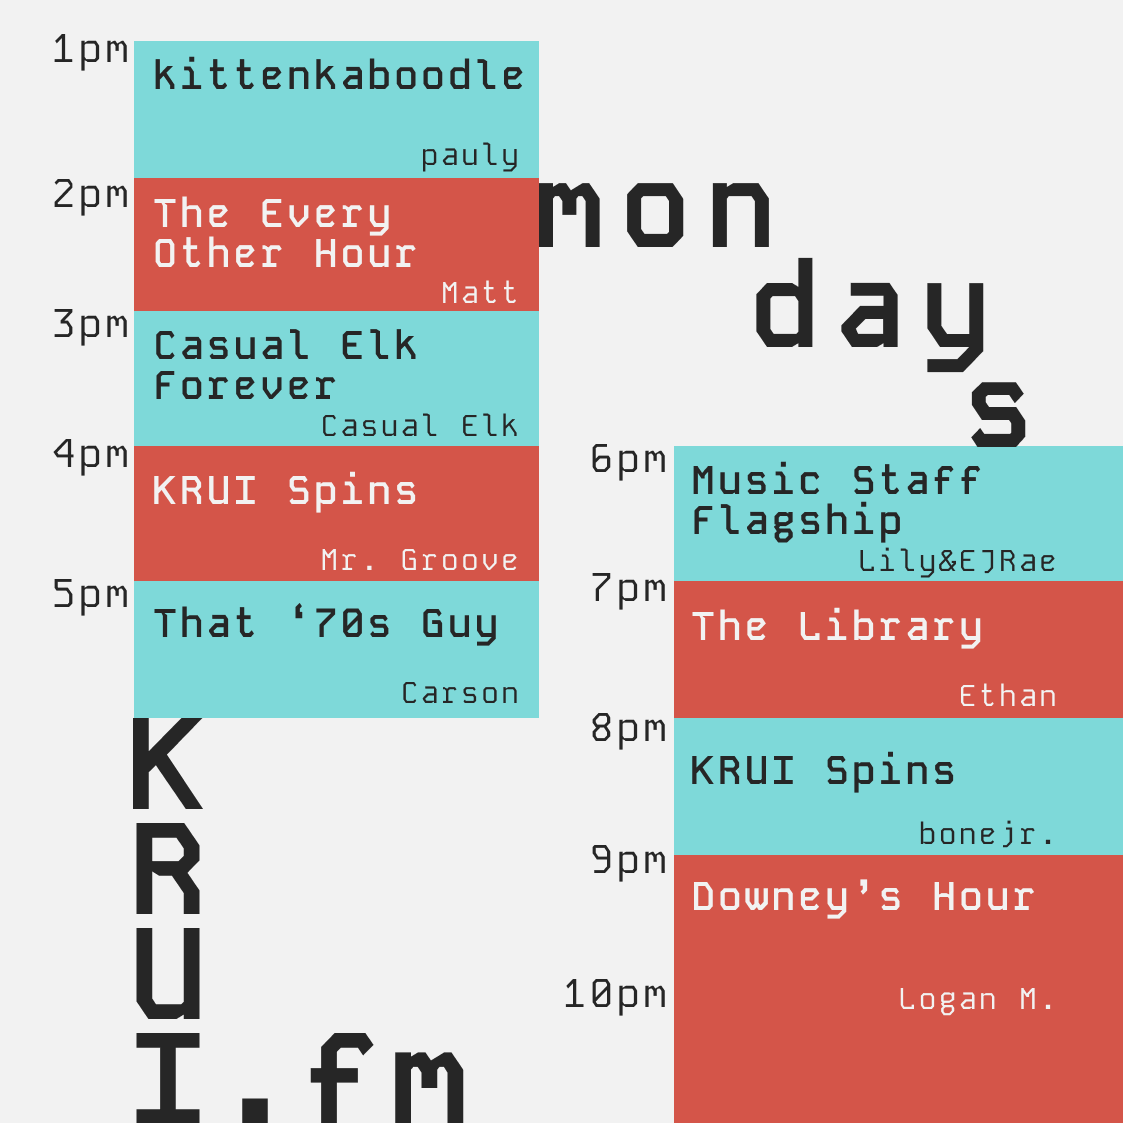 1pm
kittenkaboodle
pauly
2pm
The Every
Other Hour
Matt
3pm
Casual Elk
Forever
Casual Elk
4pm
KRUI Spins
Mr. Groove
5pm
That ‘70s Guy
Carson
mon
day
s
6pm
Music Staff
Flagship
Lily&EJRae
7pm
The Library
Ethan
8pm
KRUI Spins
bonejr.
9pm
Downey’s Hour
10pm
Logan M.
K
R
U
I.fm